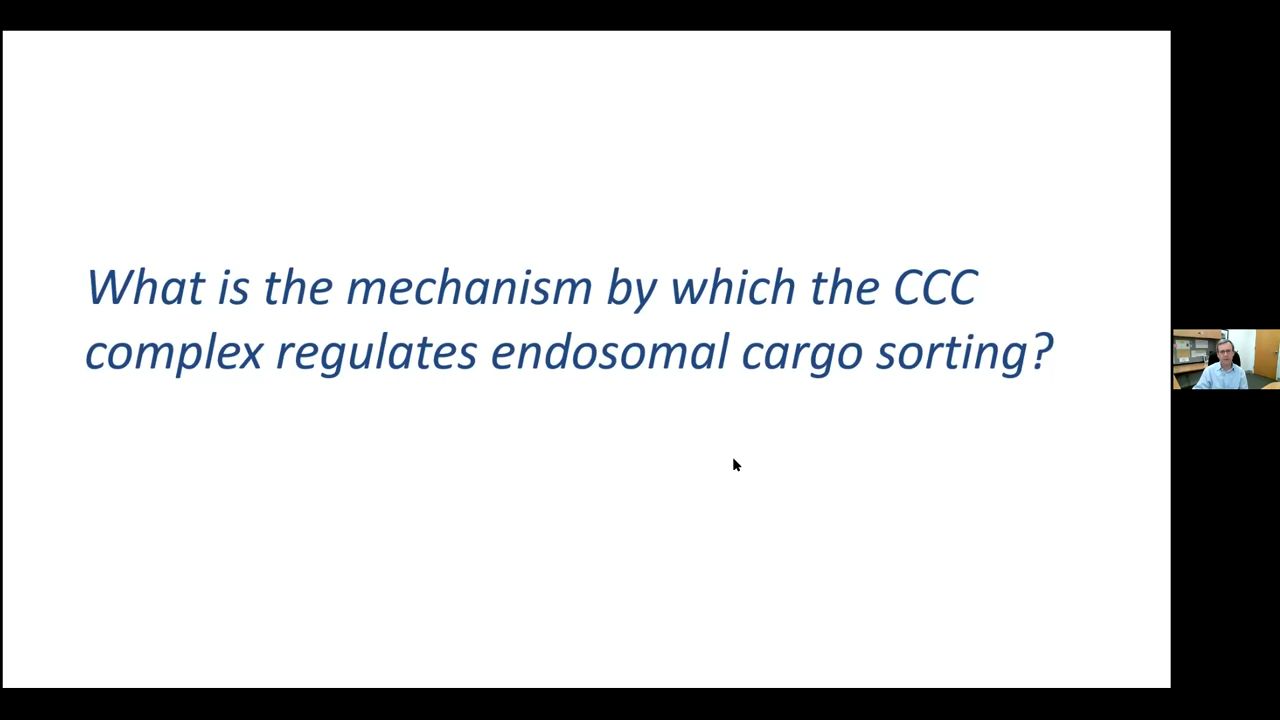 What is the mechanism by which the CCC
complex regulates endosomal cargo sorting?